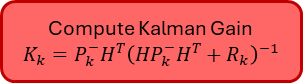 Compute Kalman Gain
$K_k = P_k^- H^T (H P_k^- H^T + R_k)^{-1}$